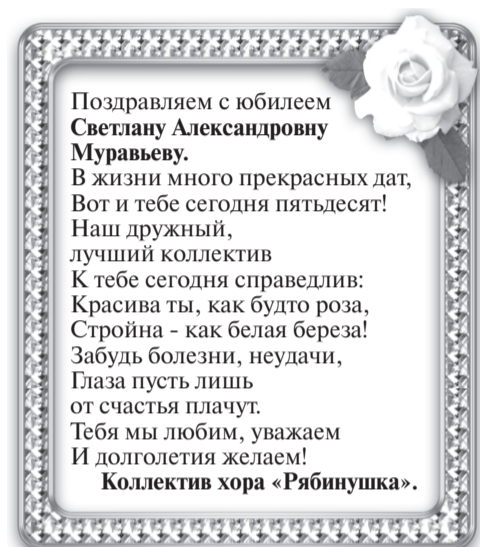 Поздравляем с юбилеем
Светлану Александровну
Муравьеву.
В жизни много прекрасных дат,
Вот и тебе сегодня пятьдесят!
Наш дружный,
лучший коллектив
К тебе сегодня справедлив:
Красива ты, как будто роза,
Стройна - как белая береза!
Забудь болезни, неудачи,
Глаза пусть лишь
от счастья плачут.
Тебя мы любим, уважаем
И долголетия желаем!
Коллектив хора «Рябинушка».